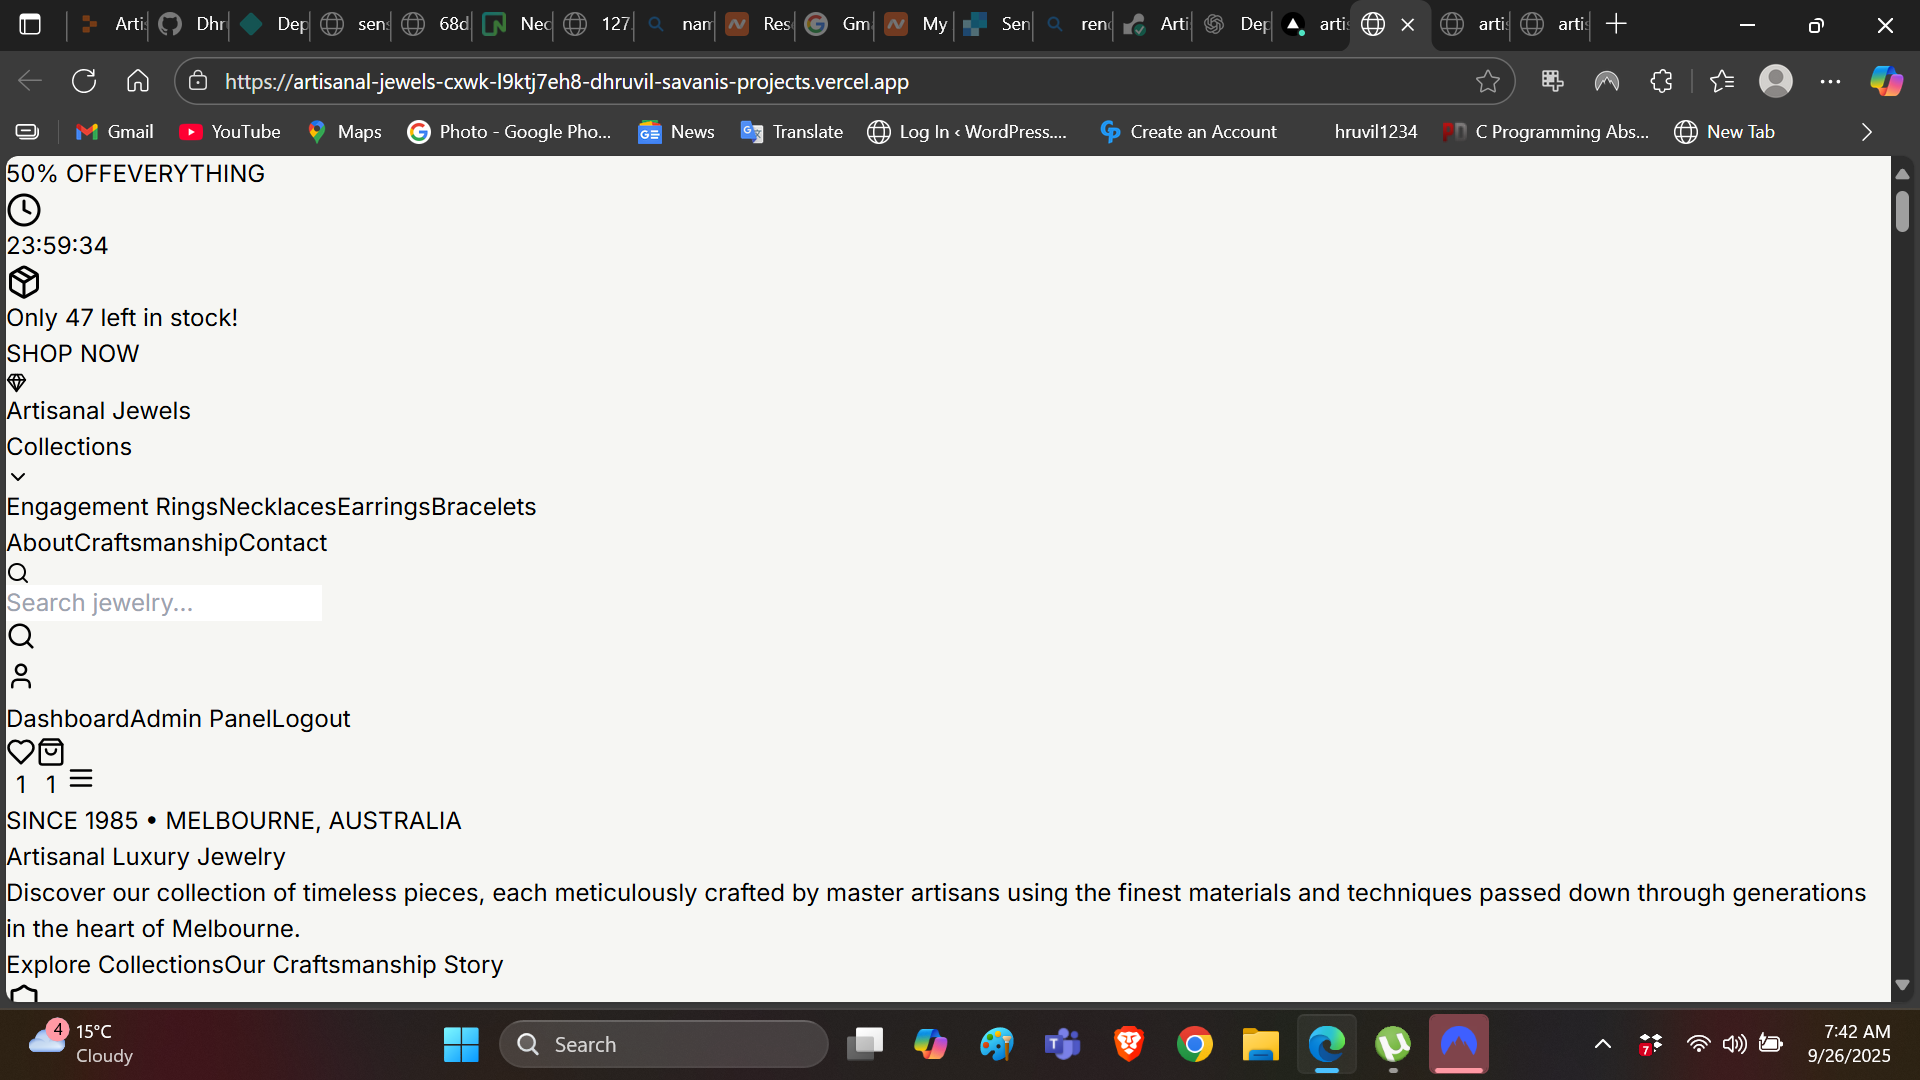 Arti
Dhr
Dep
sen
68d
Nec
127
nam
Res
Gm
My
Sen
ren
Arti
Dep
arti
arti
arti
https://artisanal-jewels-cxwk-l9ktj7eh8-dhruvil-savanis-projects.vercel.app
Gmail
YouTube
Maps
Photo - Google Pho...
News
Translate
Log In ‹ WordPress....
Create an Account
hruvil1234
C Programming Abs...
New Tab
50% OFFEVERYTHING
23:59:34
Only 47 left in stock!
SHOP NOW
Artisanal Jewels
Collections
Engagement RingsNecklacesEarringsBracelets
AboutCraftsmanshipContact
Search jewelry...
DashboardAdmin PanelLogout
1 1
SINCE 1985 • MELBOURNE, AUSTRALIA
Artisanal Luxury Jewelry
Discover our collection of timeless pieces, each meticulously crafted by master artisans using the finest materials and techniques passed down through generations
in the heart of Melbourne.
Explore CollectionsOur Craftsmanship Story
4
15°C
Cloudy
Search
7
7:42 AM
9/26/2025